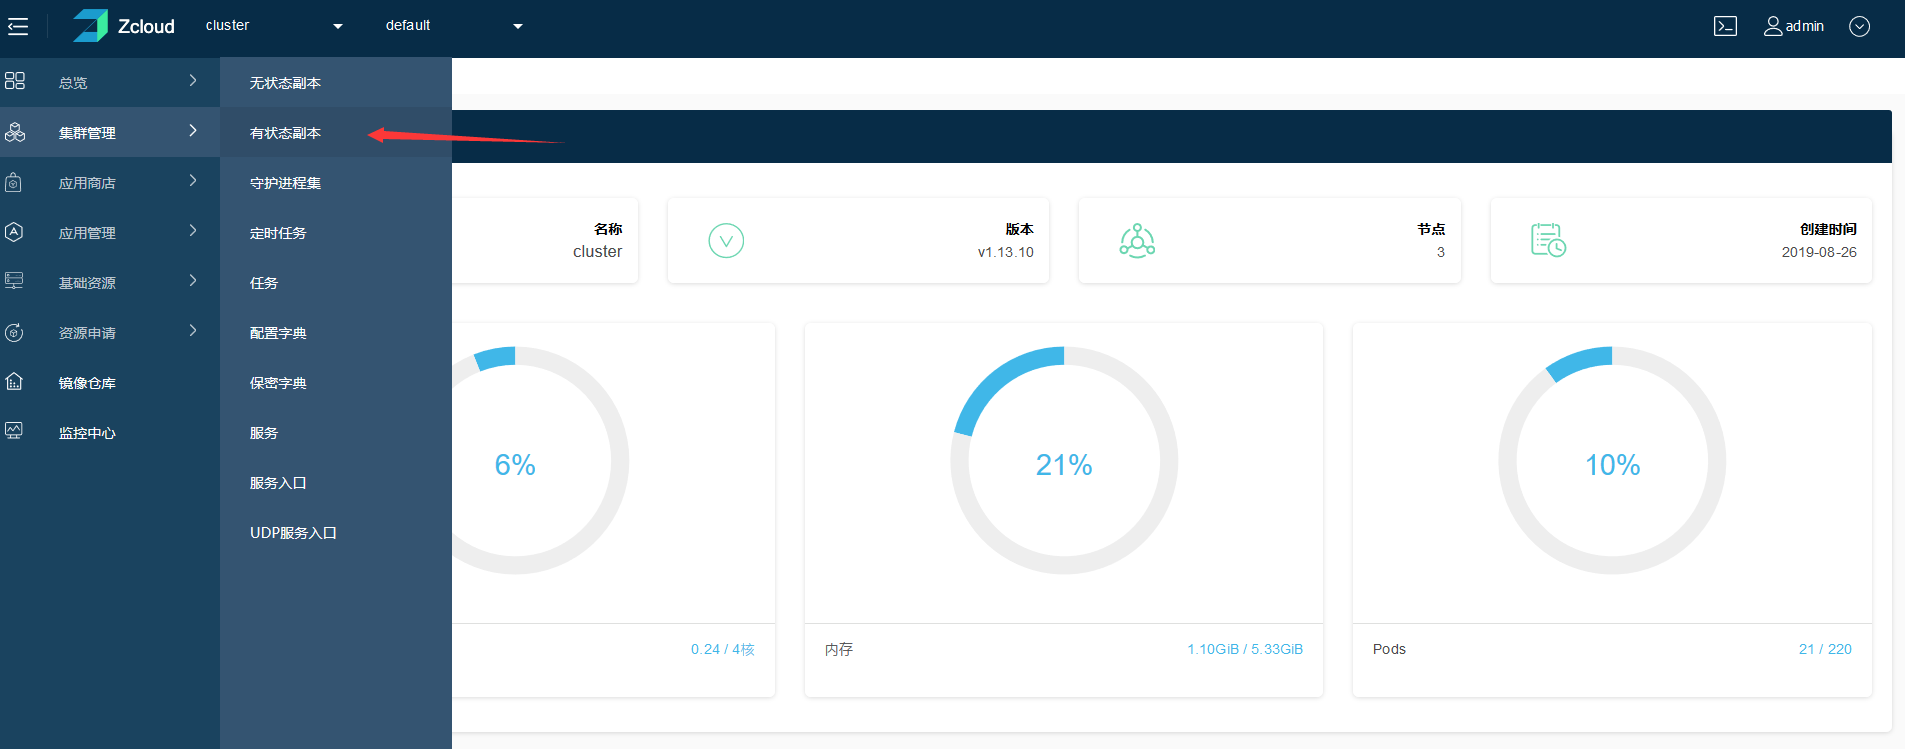 Zcloud
cluster
default
admin
总览
集群管理
应用商店
应用管理
基础资源
资源申请
镜像仓库
监控中心
无状态副本
有状态副本
守护进程集
定时任务
任务
配置字典
保密字典
服务
服务入口
UDP服务入口
名称
cluster
版本
v1.13.10
节点
3
创建时间
2019-08-26
6%
0.24 / 4核
21%
内存
1.10GiB / 5.33GiB
10%
Pods
21 / 220